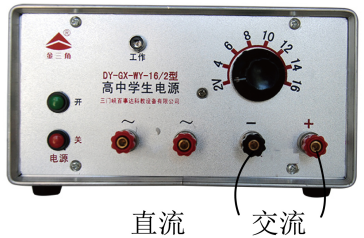 金三角®
工作
DY-GX-WY-16/2型
高中学生电源
三门峡百事达科教设备有限公司
2V 4 6 8 10 12 14 16
开
关
电源
~ ~ − +
直流 交流